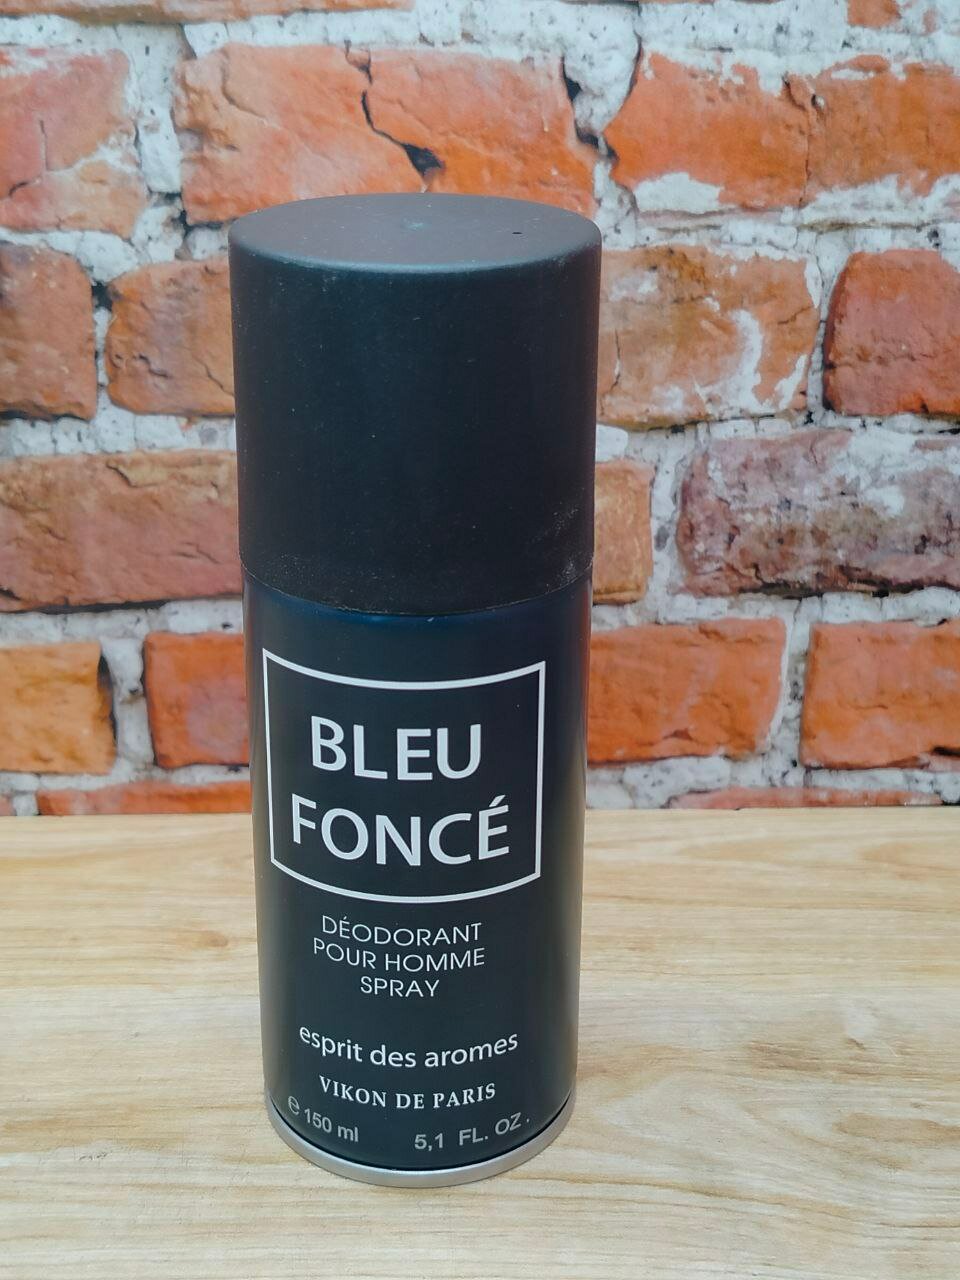 BLEU
FONCÉ
DÉODORANT
POUR HOMME
SPRAY
esprit des aromes
VIKON DE PARIS
℮ 150 ml 5,1 FL. OZ.